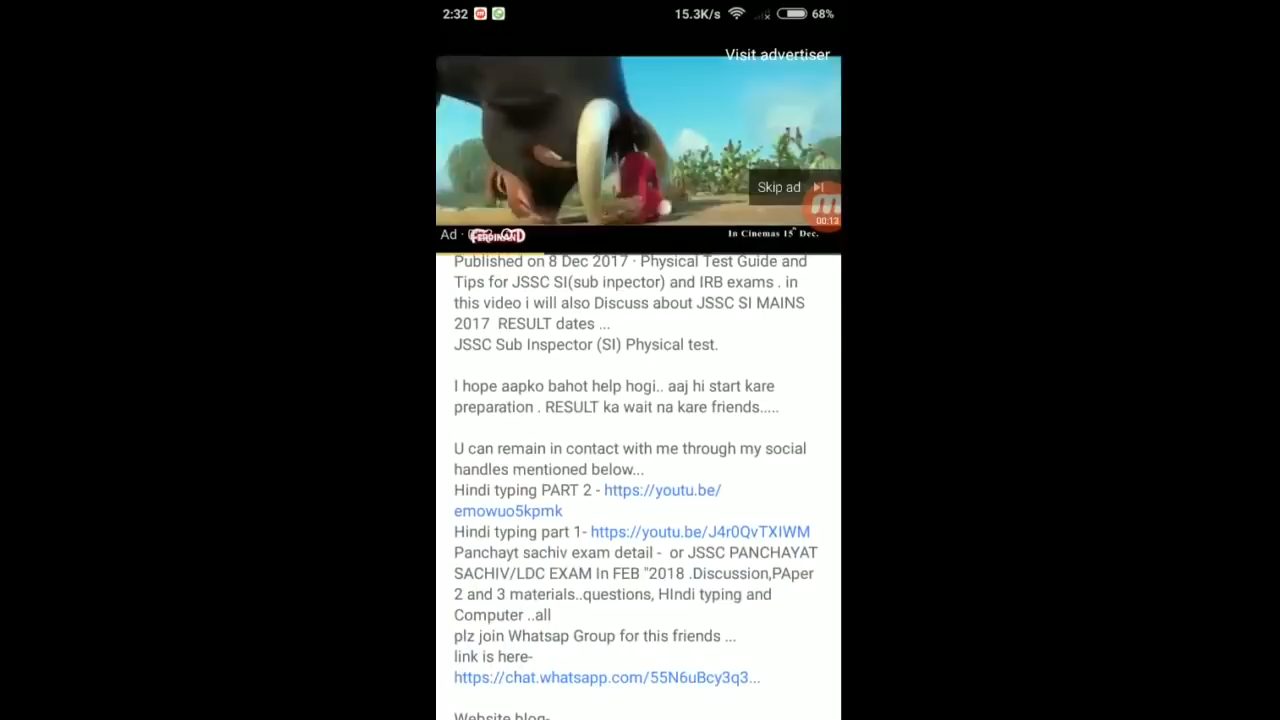 2:32
15.3K/s
68%
Visit advertiser
Skip ad
00:13
Ad ·
FERDINAND
In Cinemas 15th Dec.
Published on 8 Dec 2017 · Physical Test Guide and
Tips for JSSC SI(sub inpector) and IRB exams . in
this video i will also Discuss about JSSC SI MAINS
2017 RESULT dates ...
JSSC Sub Inspector (SI) Physical test.
I hope aapko bahot help hogi.. aaj hi start kare
preparation . RESULT ka wait na kare friends.....
U can remain in contact with me through my social
handles mentioned below...
Hindi typing PART 2 - https://youtu.be/
emowuo5kpmk
Hindi typing part 1- https://youtu.be/J4r0QvTXIWM
Panchayt sachiv exam detail - or JSSC PANCHAYAT
SACHIV/LDC EXAM In FEB "2018 .Discussion,PAper
2 and 3 materials..questions, HIndi typing and
Computer ..all
plz join Whatsap Group for this friends ...
link is here-
https://chat.whatsapp.com/55N6uBcy3q3...
Website blog-